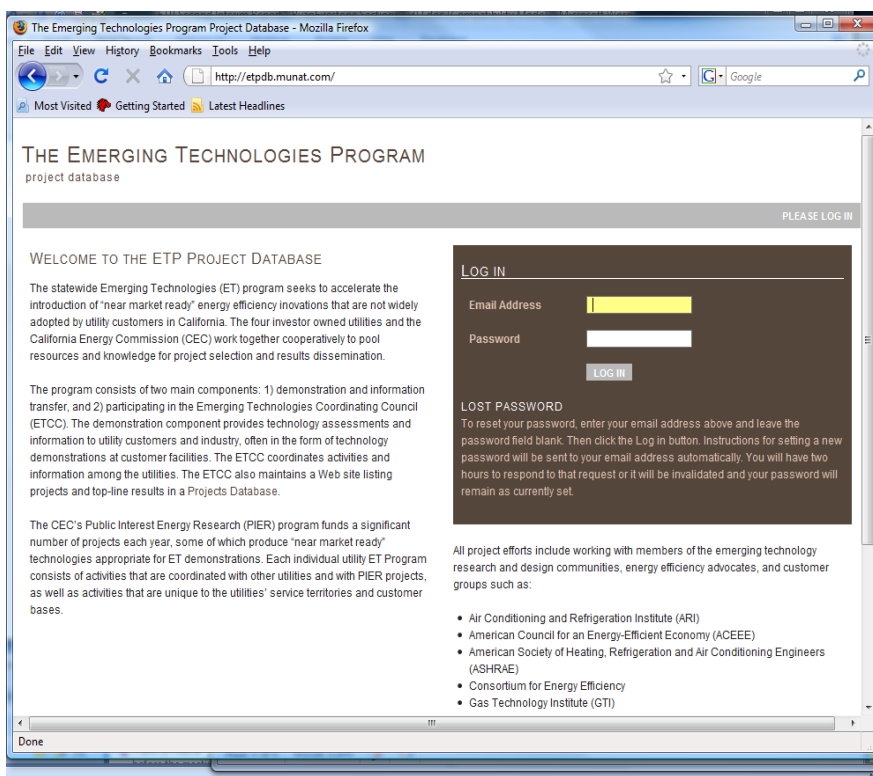 The Emerging Technologies Program Project Database - Mozilla Firefox
File Edit View History Bookmarks Tools Help
http://etpdb.munat.com/
G Google
Most Visited Getting Started Latest Headlines
THE EMERGING TECHNOLOGIES PROGRAM
project database
PLEASE LOG IN
WELCOME TO THE ETP PROJECT DATABASE
The statewide Emerging Technologies (ET) program seeks to accelerate the
introduction of "near market ready" energy efficiency inovations that are not widely
adopted by utility customers in California. The four investor owned utilities and the
California Energy Commission (CEC) work together cooperatively to pool
resources and knowledge for project selection and results dissemination.
The program consists of two main components: 1) demonstration and information
transfer, and 2) participating in the Emerging Technologies Coordinating Council
(ETCC). The demonstration component provides technology assessments and
information to utility customers and industry, often in the form of technology
demonstrations at customer facilities. The ETCC coordinates activities and
information among the utilities. The ETCC also maintains a Web site listing
projects and top-line results in a Projects Database.
The CEC's Public Interest Energy Research (PIER) program funds a significant
number of projects each year, some of which produce "near market ready"
technologies appropriate for ET demonstrations. Each individual utility ET Program
consists of activities that are coordinated with other utilities and with PIER projects,
as well as activities that are unique to the utilities' service territories and customer
bases.
LOG IN
Email Address
Password
LOG IN
LOST PASSWORD
To reset your password, enter your email address above and leave the
password field blank. Then click the Log in button. Instructions for setting a new
password will be sent to your email address automatically. You will have two
hours to respond to that request or it will be invalidated and your password will
remain as currently set.
All project efforts include working with members of the emerging technology
research and design communities, energy efficiency advocates, and customer
groups such as:
• Air Conditioning and Refrigeration Institute (ARI)
• American Council for an Energy-Efficient Economy (ACEEE)
• American Society of Heating, Refrigeration and Air Conditioning Engineers
(ASHRAE)
• Consortium for Energy Efficiency
• Gas Technology Institute (GTI)
Done